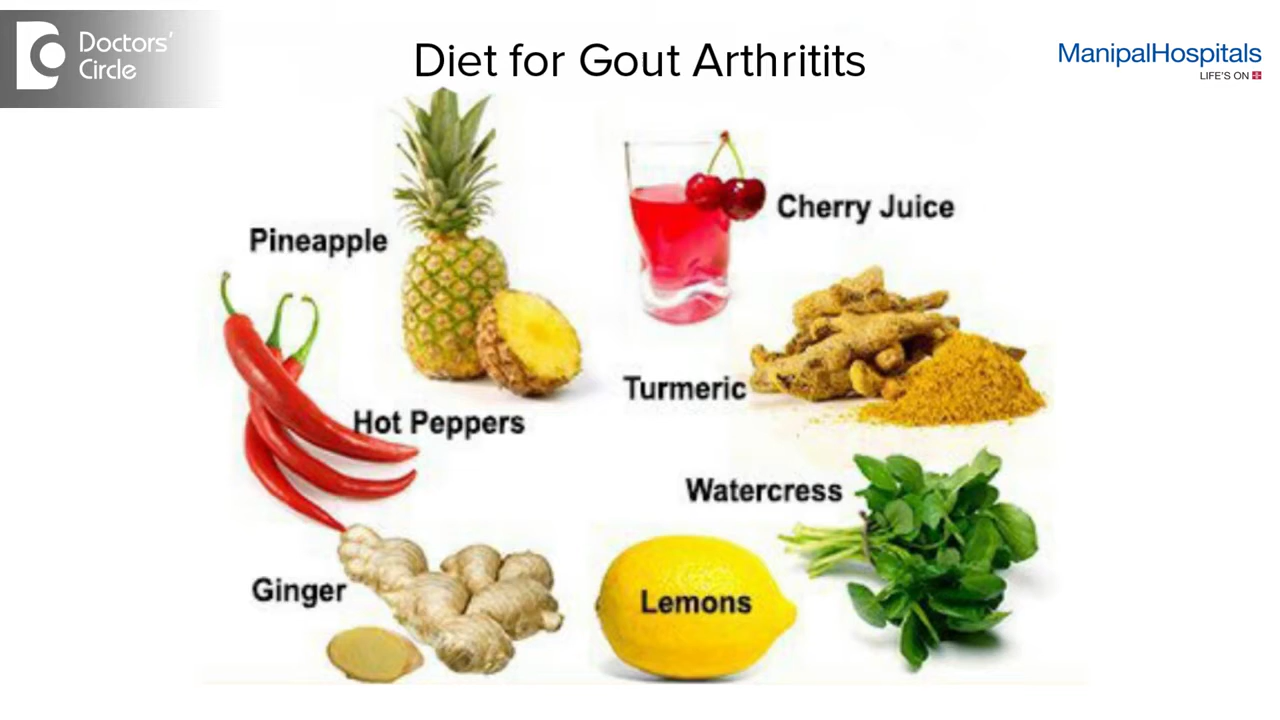 Doctors'
Circle
Diet for Gout Arthritits
ManipalHospitals
LIFE'S ON
Pineapple
Cherry Juice
Hot Peppers
Turmeric
Watercress
Ginger
Lemons